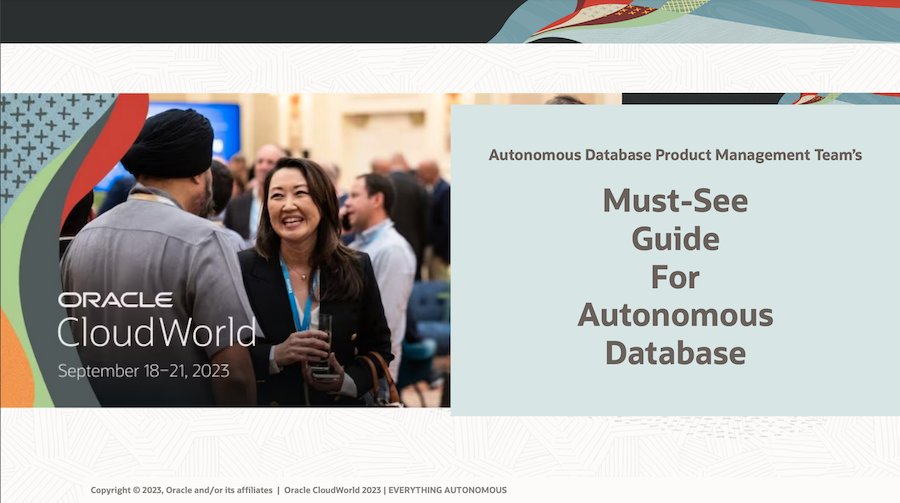 ORACLE
CloudWorld
September 18–21, 2023
Autonomous Database Product Management Team's
Must-See
Guide
For
Autonomous
Database
Copyright © 2023, Oracle and/or its affiliates | Oracle CloudWorld 2023 | EVERYTHING AUTONOMOUS